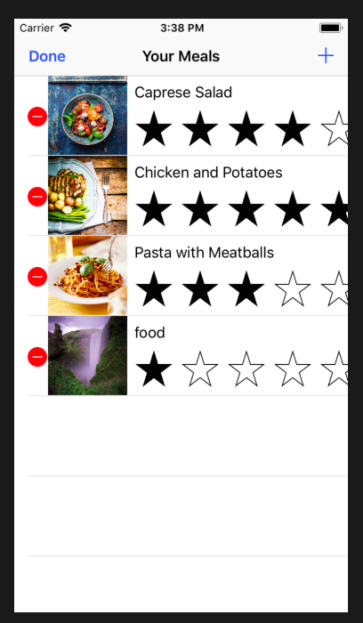 Carrier 3:38 PM
Done Your Meals +
Caprese Salad
Chicken and Potatoes
Pasta with Meatballs
food